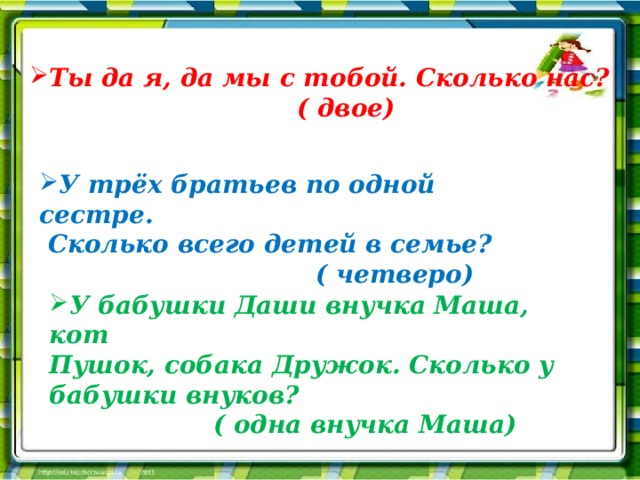 ➢Ты да я, да мы с тобой. Сколько нас?
( двое)
➢У трёх братьев по одной
сестре.
Сколько всего детей в семье?
( четверо)
➢У бабушки Даши внучка Маша,
кот
Пушок, собака Дружок. Сколько у
бабушки внуков?
( одна внучка Маша)
2011